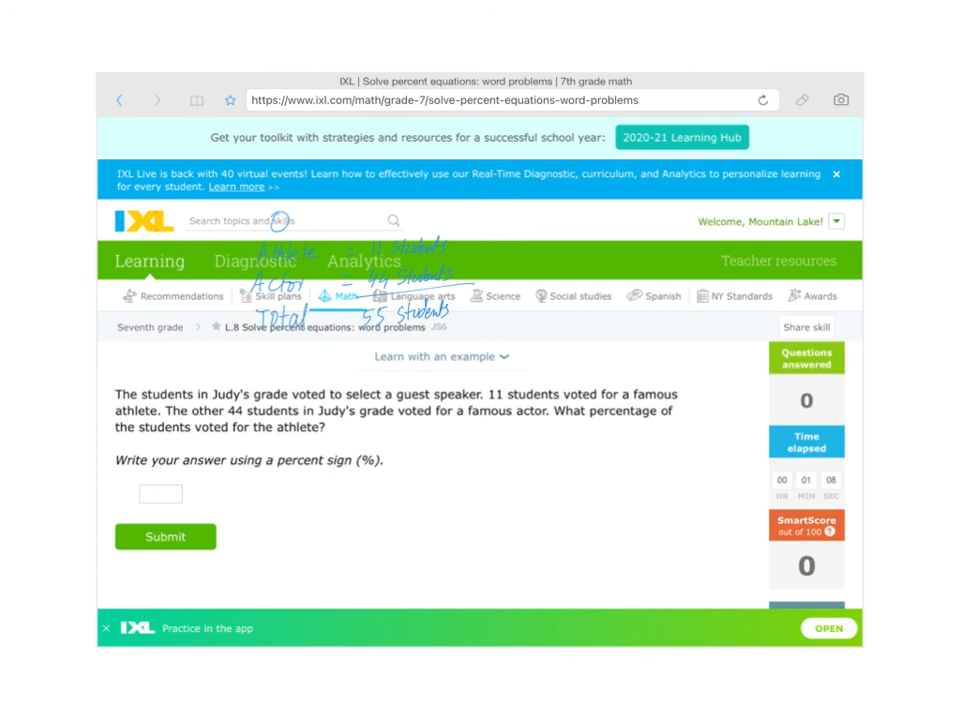 IXL | Solve percent equations: word problems | 7th grade math
https://www.ixl.com/math/grade-7/solve-percent-equations-word-problems
Get your toolkit with strategies and resources for a successful school year: 2020-21 Learning Hub
IXL Live is back with 40 virtual events! Learn how to effectively use our Real-Time Diagnostic, curriculum, and Analytics to personalize learning
for every student. Learn more >>
IXL Search topics and skills Welcome, Mountain Lake!
Athlete = 11 Students
Learning Diagnostic Analytics Teacher resources
Actor = 44 Students
Recommendations Skill plans Math Language arts Science Social studies Spanish NY Standards Awards
Total 55 Students
Seventh grade > L.8 Solve percent equations: word problems JS6 Share skill
Learn with an example
Questions
answered
0
The students in Judy's grade voted to select a guest speaker. 11 students voted for a famous
athlete. The other 44 students in Judy's grade voted for a famous actor. What percentage of
the students voted for the athlete?
Write your answer using a percent sign (%).
Submit
Time
elapsed
00 01 08
HR MIN SEC
SmartScore
out of 100 ?
0
IXL Practice in the app OPEN